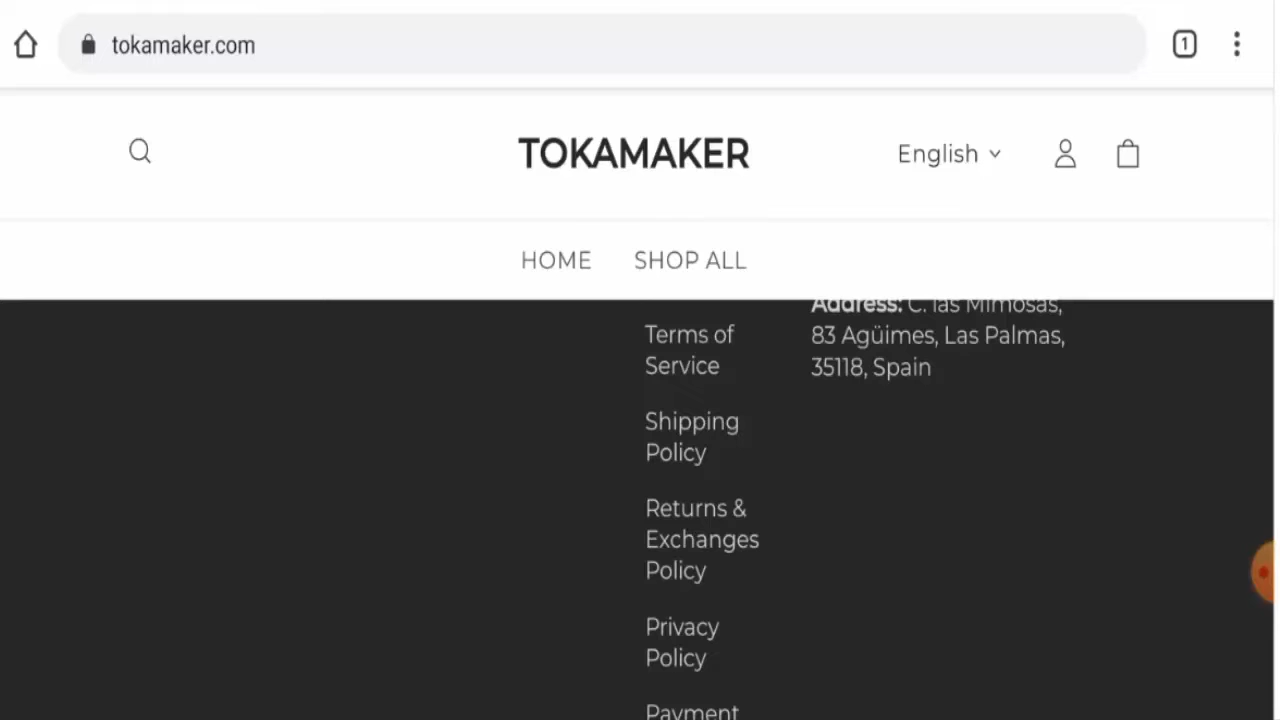 tokamaker.com
1
TOKAMAKER
English
HOME
SHOP ALL
Terms of
Service
Shipping
Policy
Returns &
Exchanges
Policy
Privacy
Policy
Payment
Address: C. las Mimosas,
83 Agüimes, Las Palmas,
35118, Spain